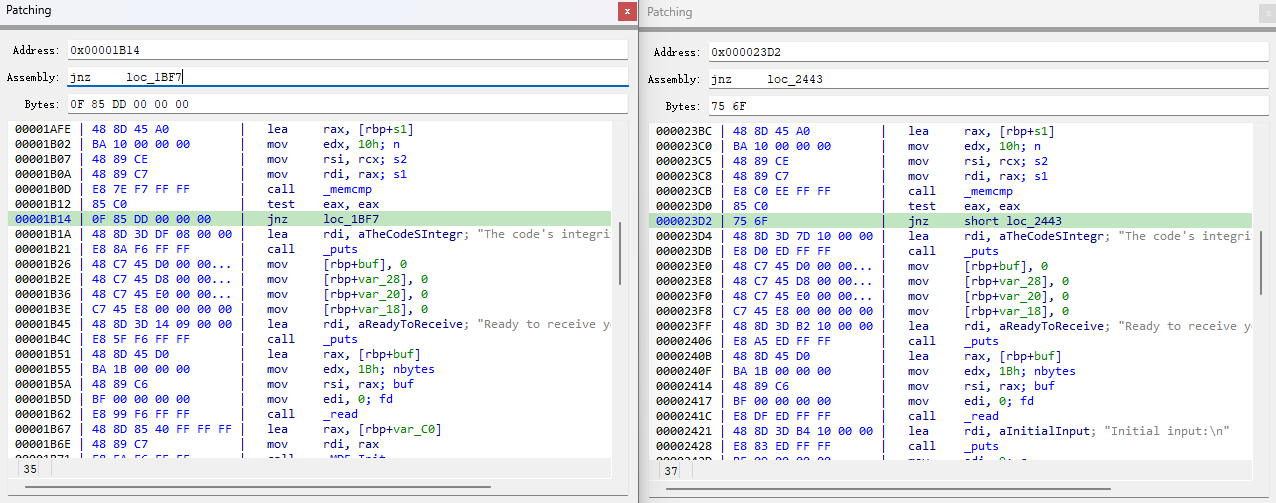 Patching
x
Address: 0x00001B14
Assembly: jnz     loc_1BF7
Bytes: 0F 85 DD 00 00 00
00001AFE | 48 8D 45 A0 | lea rax, [rbp+s1]
00001B02 | BA 10 00 00 00 | mov edx, 10h; n
00001B07 | 48 89 CE | mov rsi, rcx; s2
00001B0A | 48 89 C7 | mov rdi, rax; s1
00001B0D | E8 7E F7 FF FF | call _memcmp
00001B12 | 85 C0 | test eax, eax
00001B14 | 0F 85 DD 00 00 00 | jnz loc_1BF7
00001B1A | 48 8D 3D DF 08 00 00 | lea rdi, aTheCodeSIntegr; "The code's integri
00001B21 | E8 8A F6 FF FF | call _puts
00001B26 | 48 C7 45 D0 00 00... | mov [rbp+buf], 0
00001B2E | 48 C7 45 D8 00 00... | mov [rbp+var_28], 0
00001B36 | 48 C7 45 E0 00 00... | mov [rbp+var_20], 0
00001B3E | C7 45 E8 00 00 00 00 | mov [rbp+var_18], 0
00001B45 | 48 8D 3D 14 09 00 00 | lea rdi, aReadyToReceive; "Ready to receive y
00001B4C | E8 5F F6 FF FF | call _puts
00001B51 | 48 8D 45 D0 | lea rax, [rbp+buf]
00001B55 | BA 1B 00 00 00 | mov edx, 1Bh; nbytes
00001B5A | 48 89 C6 | mov rsi, rax; buf
00001B5D | BF 00 00 00 00 | mov edi, 0; fd
00001B62 | E8 99 F6 FF FF | call _read
00001B67 | 48 8D 85 40 FF FF FF | lea rax, [rbp+var_C0]
00001B6E | 48 89 C7 | mov rdi, rax
35
Patching
x
Address: 0x000023D2
Assembly: jnz     loc_2443
Bytes: 75 6F
000023BC | 48 8D 45 A0 | lea rax, [rbp+s1]
000023C0 | BA 10 00 00 00 | mov edx, 10h; n
000023C5 | 48 89 CE | mov rsi, rcx; s2
000023C8 | 48 89 C7 | mov rdi, rax; s1
000023CB | E8 C0 EE FF FF | call _memcmp
000023D0 | 85 C0 | test eax, eax
000023D2 | 75 6F | jnz short loc_2443
000023D4 | 48 8D 3D 7D 10 00 00 | lea rdi, aTheCodeSIntegr; "The code's integri
000023DB | E8 D0 ED FF FF | call _puts
000023E0 | 48 C7 45 D0 00 00... | mov [rbp+buf], 0
000023E8 | 48 C7 45 D8 00 00... | mov [rbp+var_28], 0
000023F0 | 48 C7 45 E0 00 00... | mov [rbp+var_20], 0
000023F8 | C7 45 E8 00 00 00 00 | mov [rbp+var_18], 0
000023FF | 48 8D 3D B2 10 00 00 | lea rdi, aReadyToReceive; "Ready to receive y
00002406 | E8 A5 ED FF FF | call _puts
0000240B | 48 8D 45 D0 | lea rax, [rbp+buf]
0000240F | BA 1B 00 00 00 | mov edx, 1Bh; nbytes
00002414 | 48 89 C6 | mov rsi, rax; buf
00002417 | BF 00 00 00 00 | mov edi, 0; fd
0000241C | E8 DF ED FF FF | call _read
00002421 | 48 8D 3D B4 10 00 00 | lea rdi, aInitialInput; "Initial input:\n"
00002428 | E8 83 ED FF FF | call _puts
37